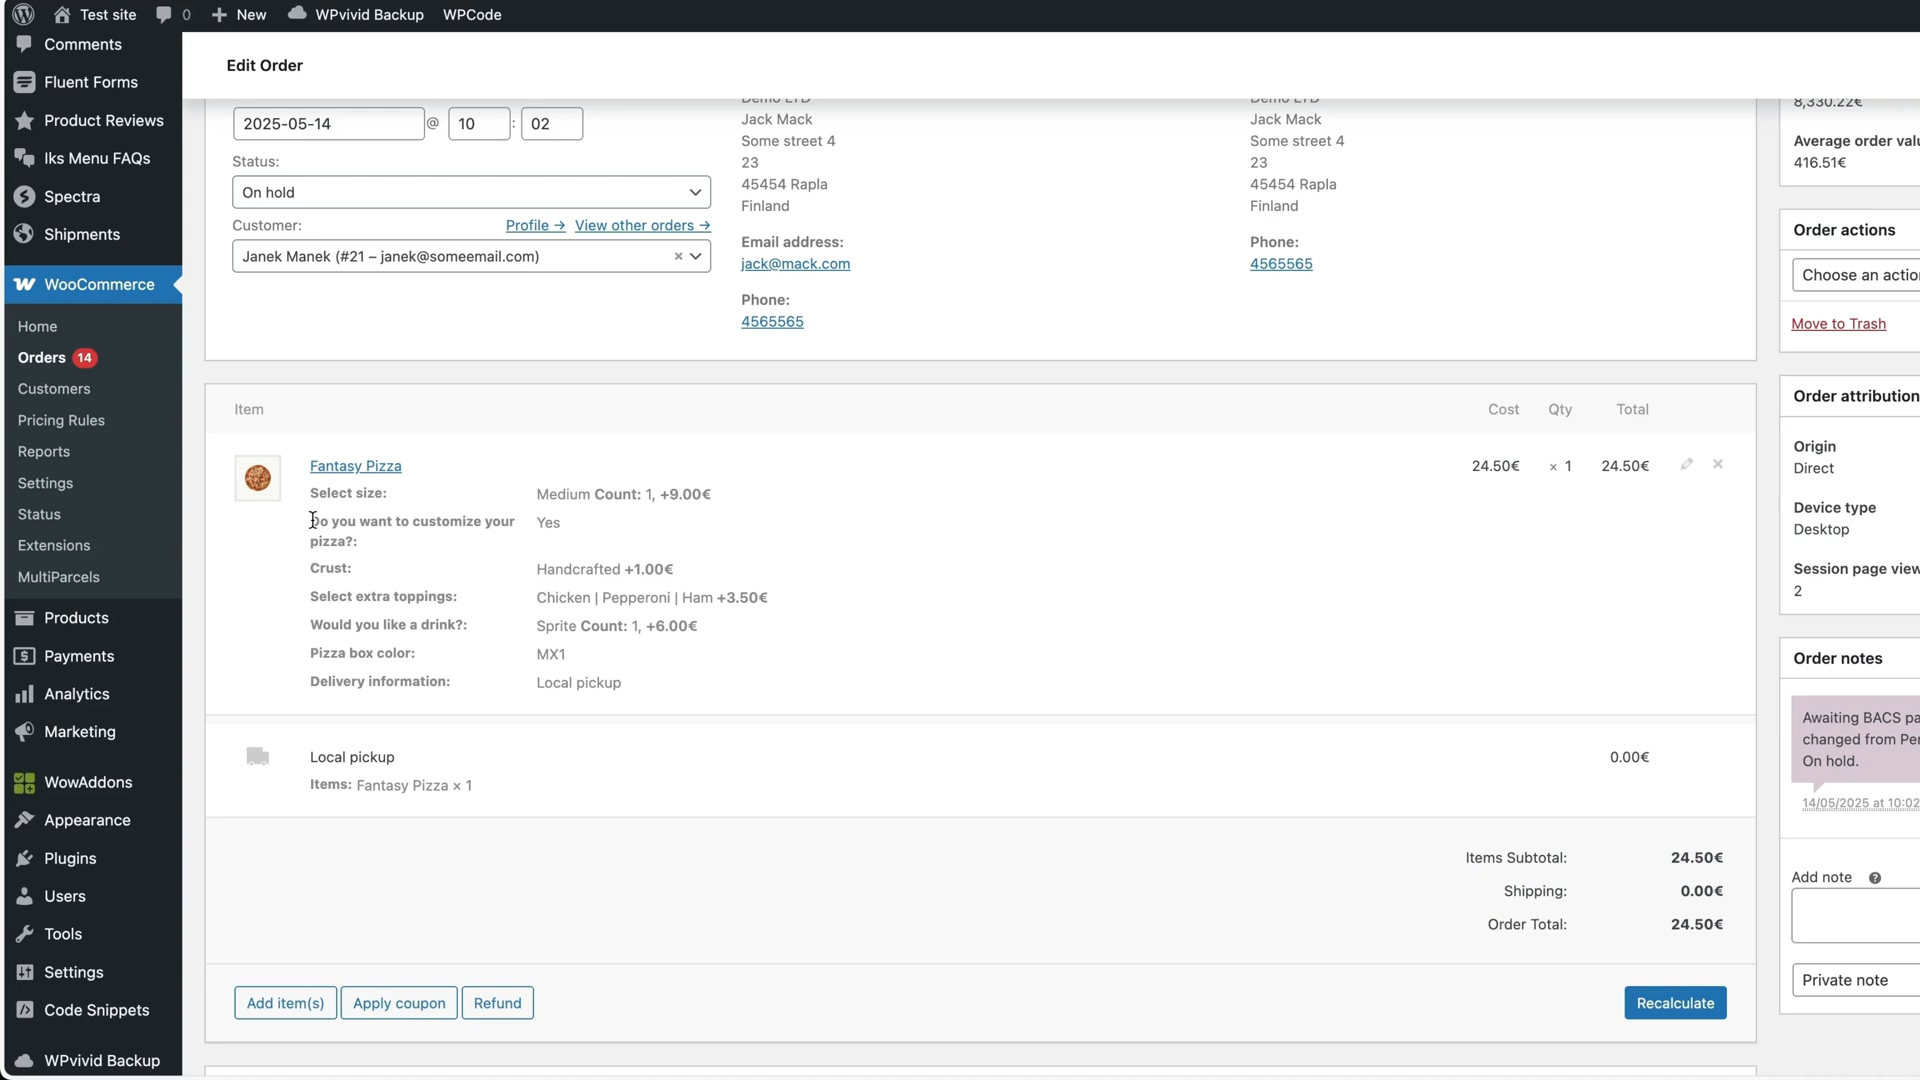 Test site 0 New WPvivid Backup WPCode
Comments
Fluent Forms
Product Reviews
Iks Menu FAQs
Spectra
Shipments
WooCommerce
Home
Orders 14
Customers
Pricing Rules
Reports
Settings
Status
Extensions
MultiParcels
Products
Payments
Analytics
Marketing
WowAddons
Appearance
Plugins
Users
Tools
Settings
Code Snippets
WPvivid Backup
Edit Order
2025-05-14 @ 10 : 02
Status:
On hold
Customer: Profile → View other orders →
Janek Manek (#21 – janek@someemail.com) ×
Demo LTD
Jack Mack
Some street 4
23
45454 Rapla
Finland
Email address:
jack@mack.com
Phone:
4565565
Demo LTD
Jack Mack
Some street 4
23
45454 Rapla
Finland
Phone:
4565565
Item Cost Qty Total
Fantasy Pizza 24.50€ × 1 24.50€
Select size: Medium Count: 1, +9.00€
Do you want to customize your Yes
pizza?:
Crust: Handcrafted +1.00€
Select extra toppings: Chicken | Pepperoni | Ham +3.50€
Would you like a drink?: Sprite Count: 1, +6.00€
Pizza box color: MX1
Delivery information: Local pickup
Local pickup 0.00€
Items: Fantasy Pizza × 1
Items Subtotal: 24.50€
Shipping: 0.00€
Order Total: 24.50€
Add item(s) Apply coupon Refund Recalculate
8,330.22€
Average order valu
416.51€
Order actions
Choose an actio
Move to Trash
Order attribution
Origin
Direct
Device type
Desktop
Session page view
2
Order notes
Awaiting BACS pa
changed from Per
On hold.
14/05/2025 at 10:02
Add note
Private note